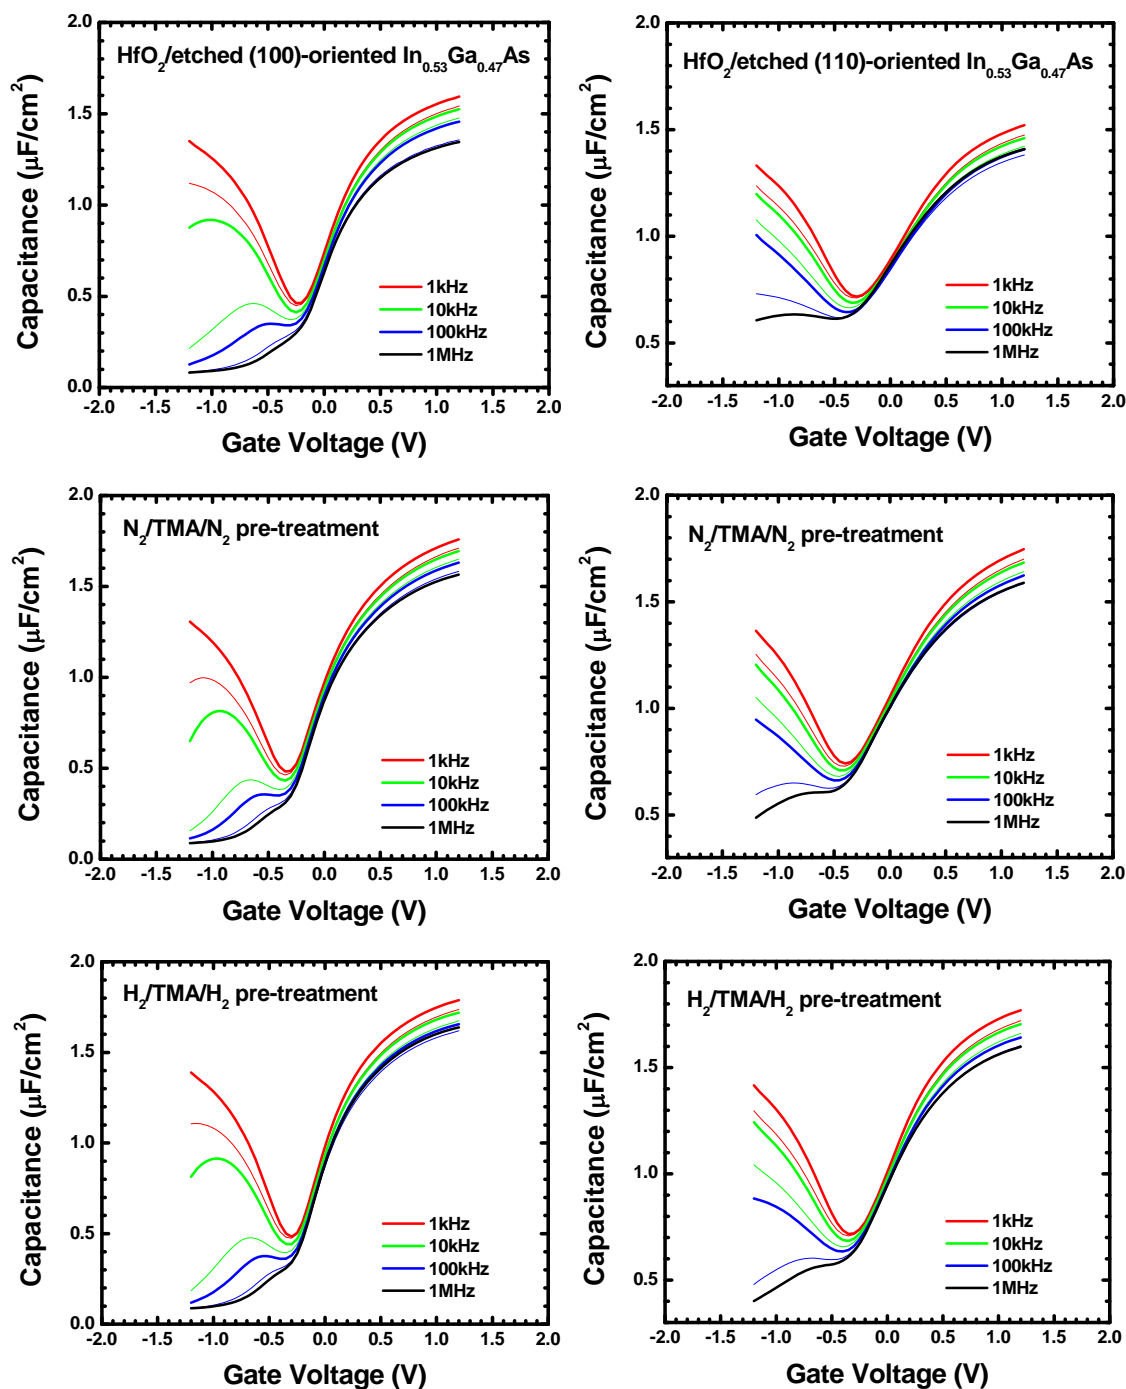 HfO2/etched (100)-oriented In0.53Ga0.47As
Capacitance (μF/cm2)
2.0
1.5
1.0
0.5
0.0
1kHz
10kHz
100kHz
1MHz
-2.0 -1.5 -1.0 -0.5 0.0 0.5 1.0 1.5 2.0
Gate Voltage (V)
HfO2/etched (110)-oriented In0.53Ga0.47As
Capacitance (μF/cm2)
2.0
1.5
1.0
0.5
1kHz
10kHz
100kHz
1MHz
-2.0 -1.5 -1.0 -0.5 0.0 0.5 1.0 1.5 2.0
Gate Voltage (V)
N2/TMA/N2 pre-treatment
Capacitance (μF/cm2)
2.0
1.5
1.0
0.5
0.0
1kHz
10kHz
100kHz
1MHz
-2.0 -1.5 -1.0 -0.5 0.0 0.5 1.0 1.5 2.0
Gate Voltage (V)
N2/TMA/N2 pre-treatment
Capacitance (μF/cm2)
2.0
1.5
1.0
0.5
1kHz
10kHz
100kHz
1MHz
-2.0 -1.5 -1.0 -0.5 0.0 0.5 1.0 1.5 2.0
Gate Voltage (V)
H2/TMA/H2 pre-treatment
Capacitance (μF/cm2)
2.0
1.5
1.0
0.5
0.0
1kHz
10kHz
100kHz
1MHz
-2.0 -1.5 -1.0 -0.5 0.0 0.5 1.0 1.5 2.0
Gate Voltage (V)
H2/TMA/H2 pre-treatment
Capacitance (μF/cm2)
2.0
1.5
1.0
0.5
1kHz
10kHz
100kHz
1MHz
-2.0 -1.5 -1.0 -0.5 0.0 0.5 1.0 1.5 2.0
Gate Voltage (V)